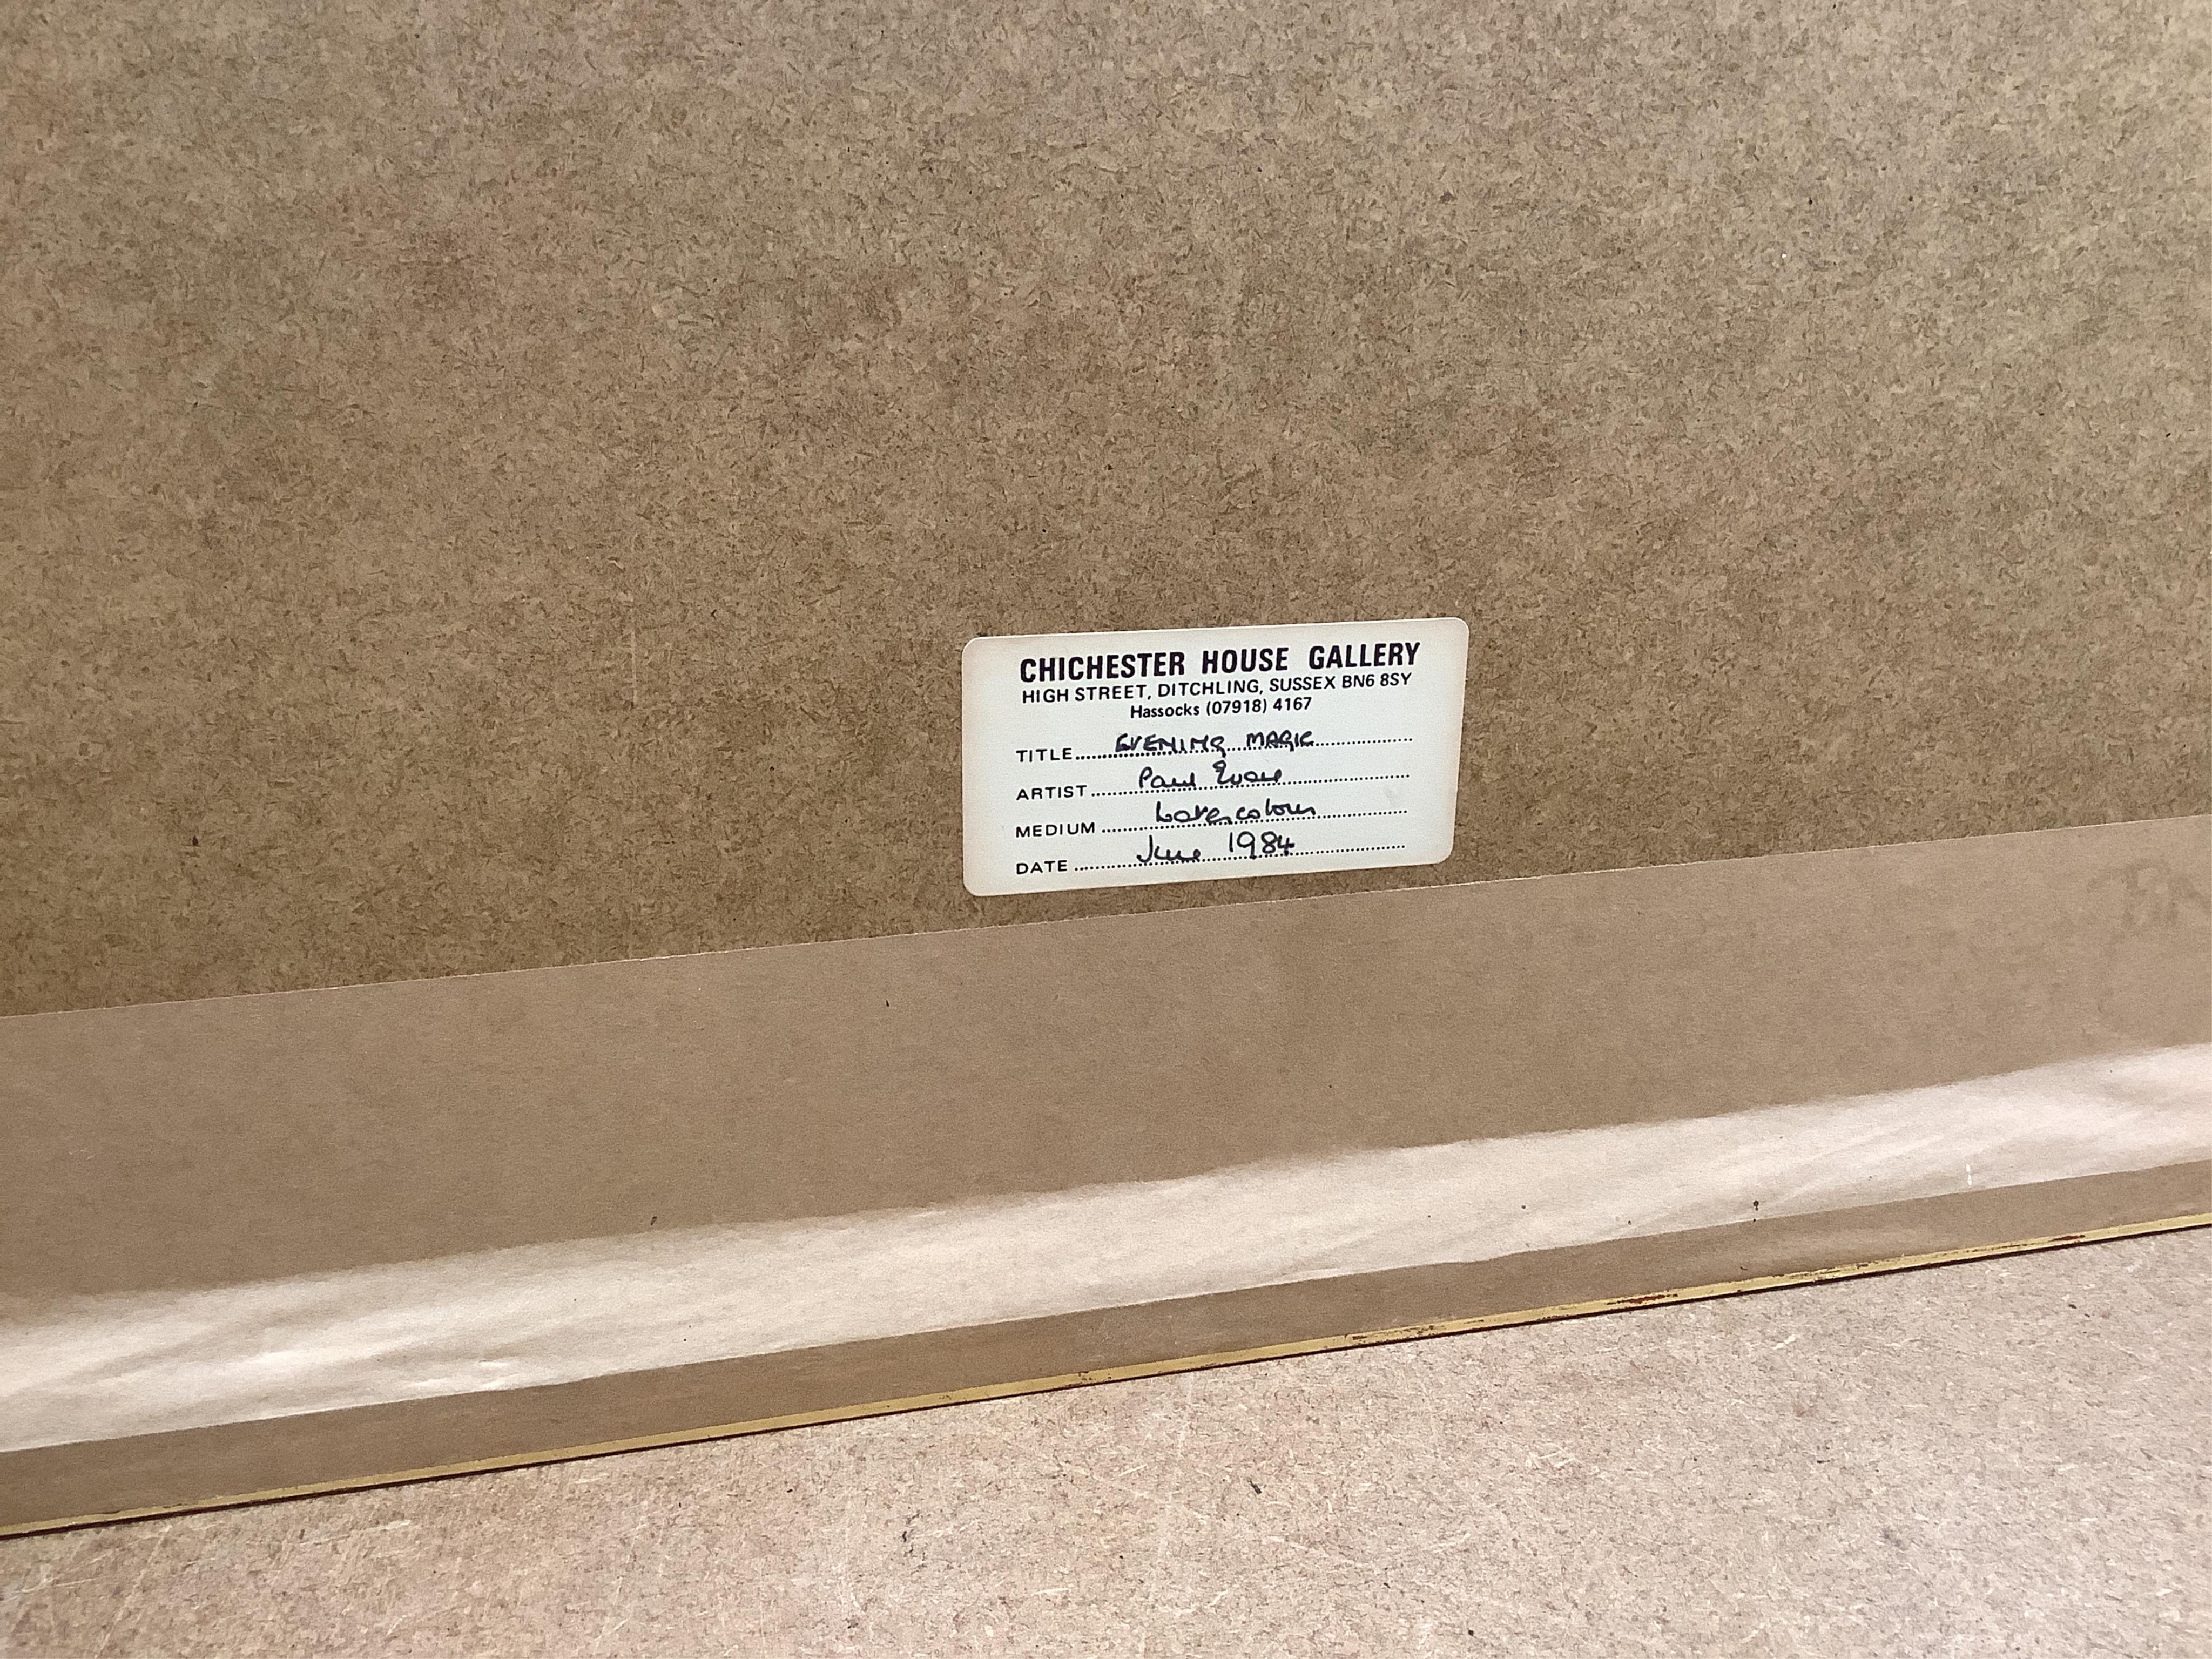 CHICHESTER HOUSE GALLERY
HIGH STREET, DITCHLING, SUSSEX BN6 8SY
Hassocks (07918) 4167
TITLE EVENING MAGIC
ARTIST Paul Evans
MEDIUM Watercolour
DATE June 1984